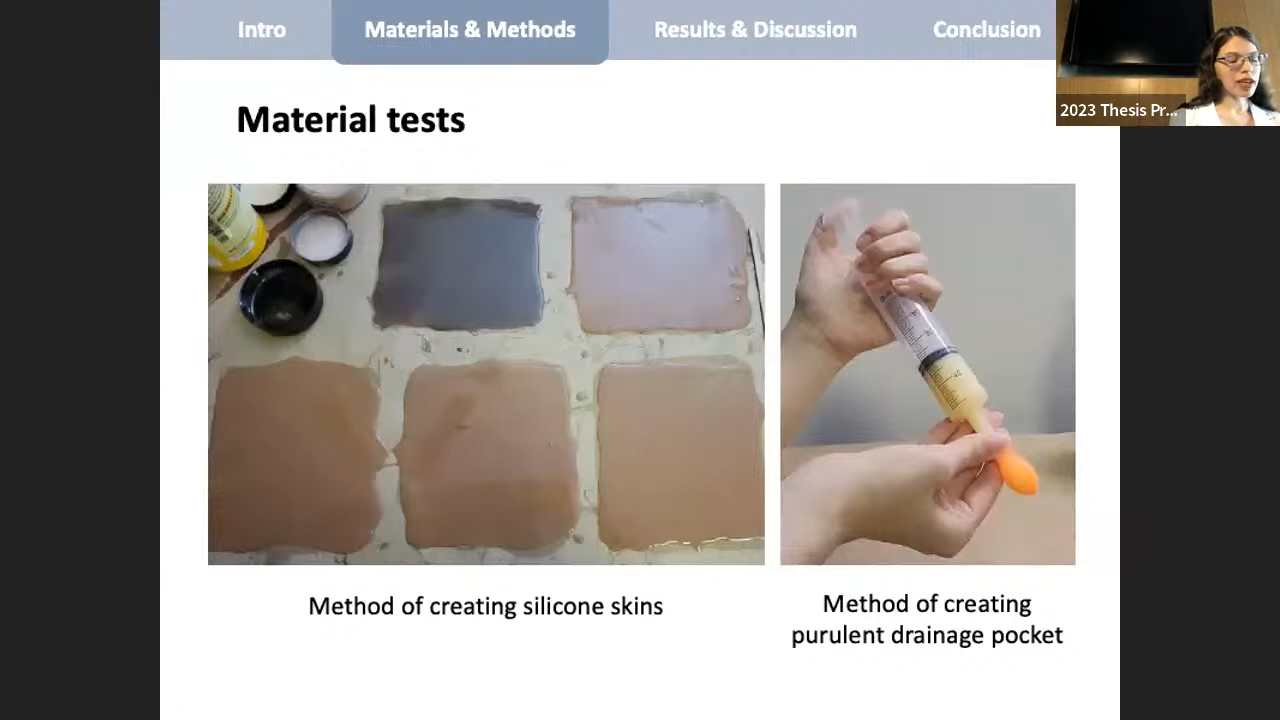 Intro
Materials & Methods
Results & Discussion
Conclusion
2023 Thesis Pr...
Material tests
Method of creating silicone skins
Method of creating
purulent drainage pocket